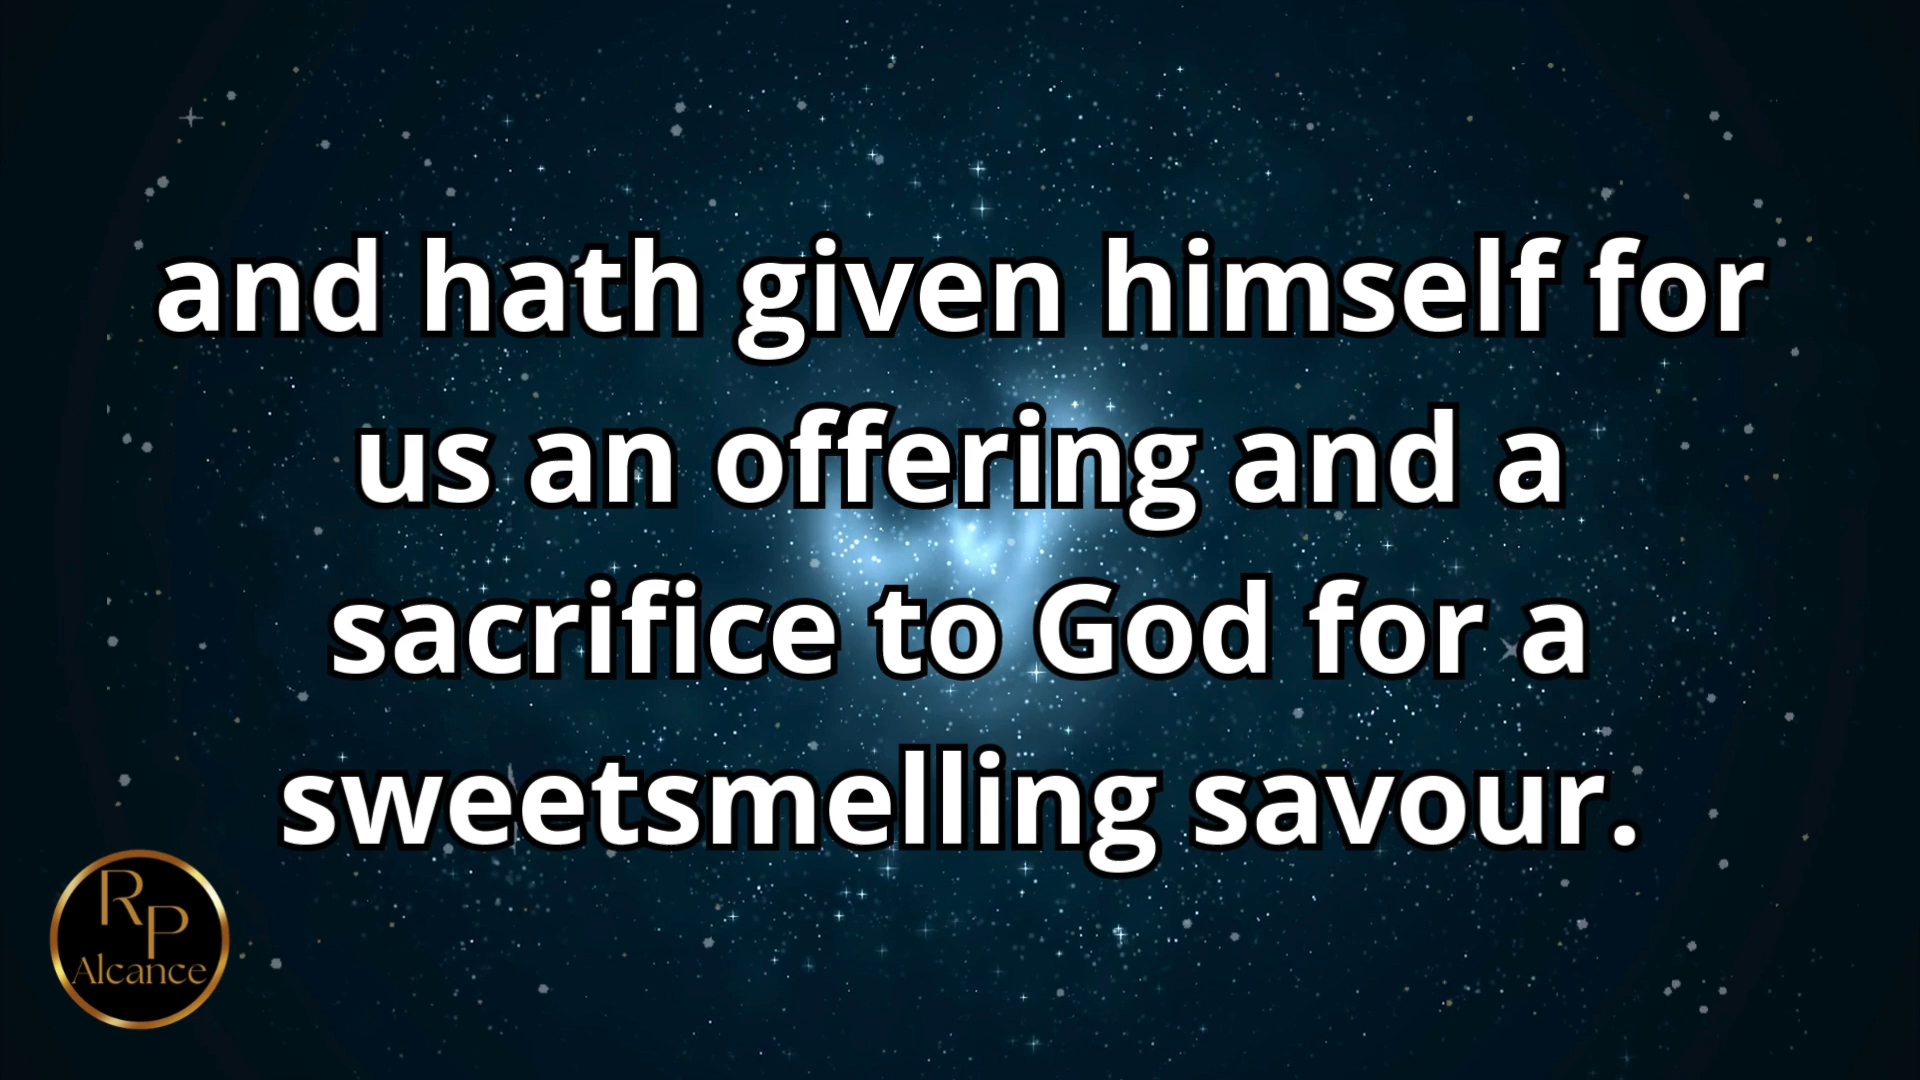 and hath given himself for
us an offering and a
sacrifice to God for a
sweetsmelling savour.
RP
Alcance